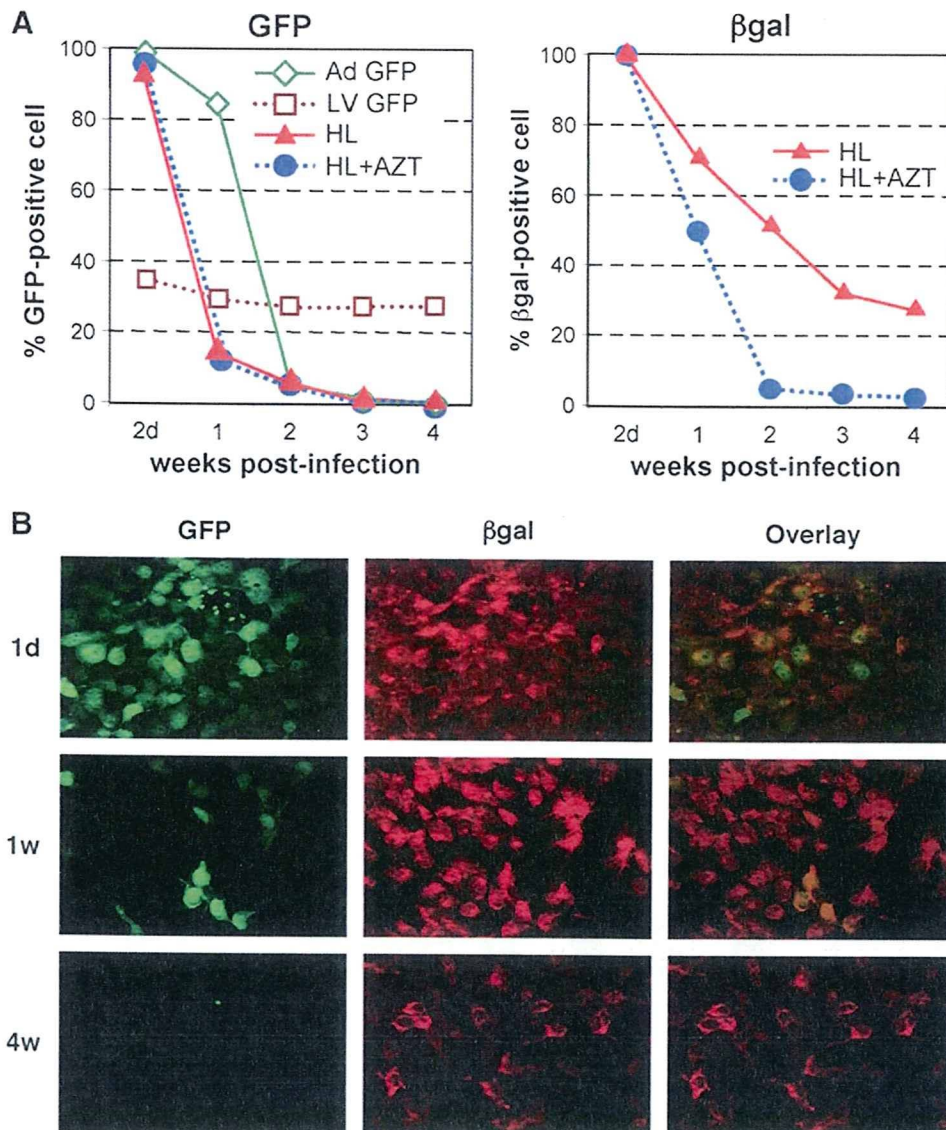 A
GFP
% GFP-positive cell
100
80
60
40
20
0
Ad GFP
LV GFP
HL
HL+AZT
2d 1 2 3 4
weeks post-infection
βgal
% βgal-positive cell
100
80
60
40
20
0
HL
HL+AZT
2d 1 2 3 4
weeks post-infection
B
GFP βgal Overlay
1d
1w
4w